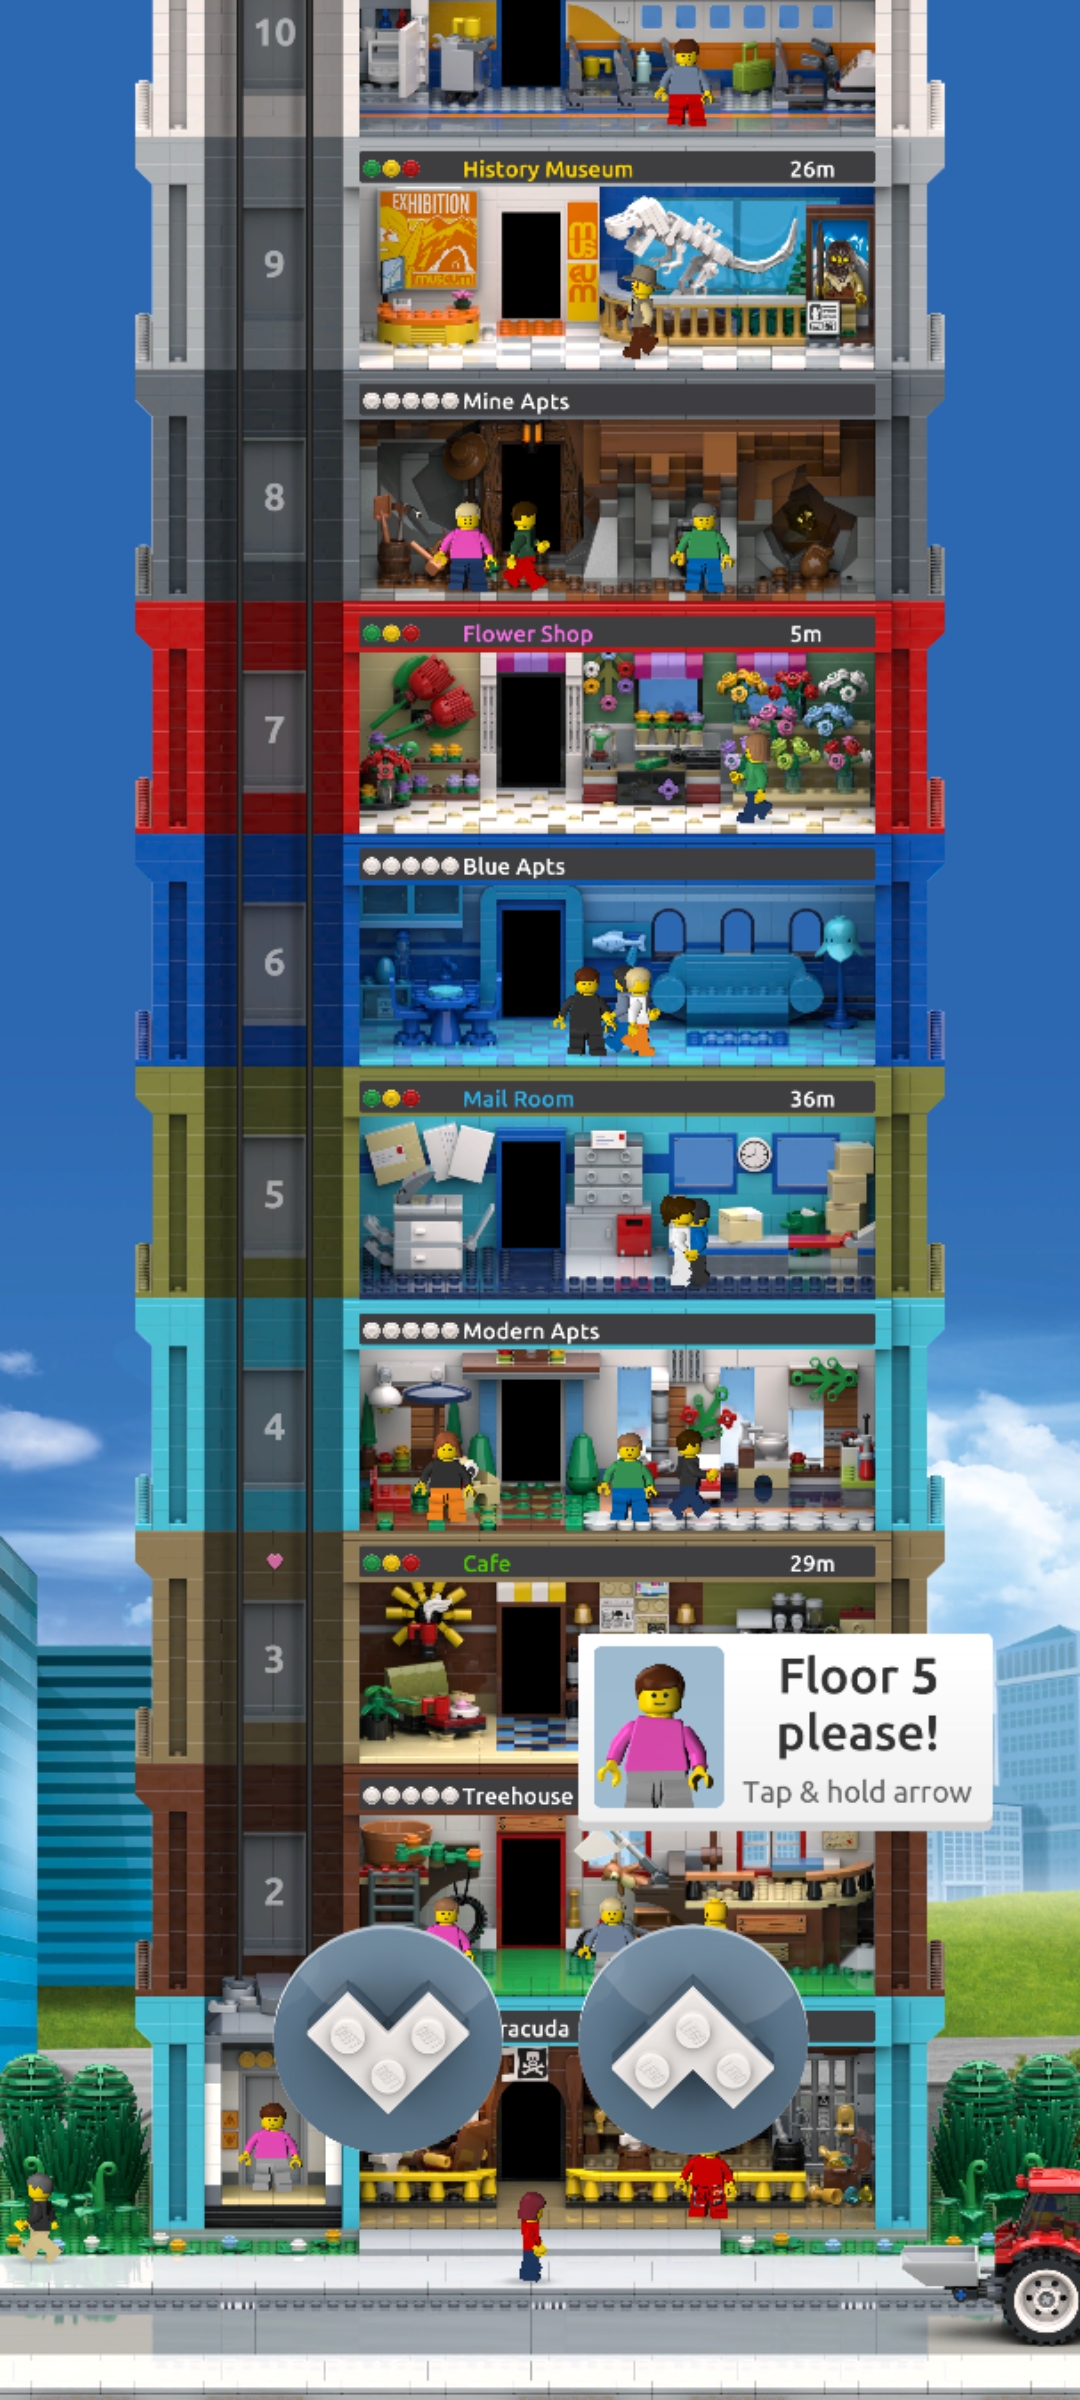 10
History Museum 26m
EXHIBITION
museum
mus
eum
9
Mine Apts
8
Flower Shop 5m
7
Blue Apts
6
Mail Room 36m
5
Modern Apts
4
Cafe 29m
3
Floor 5
please!
Tap & hold arrow
Treehouse
2
racuda